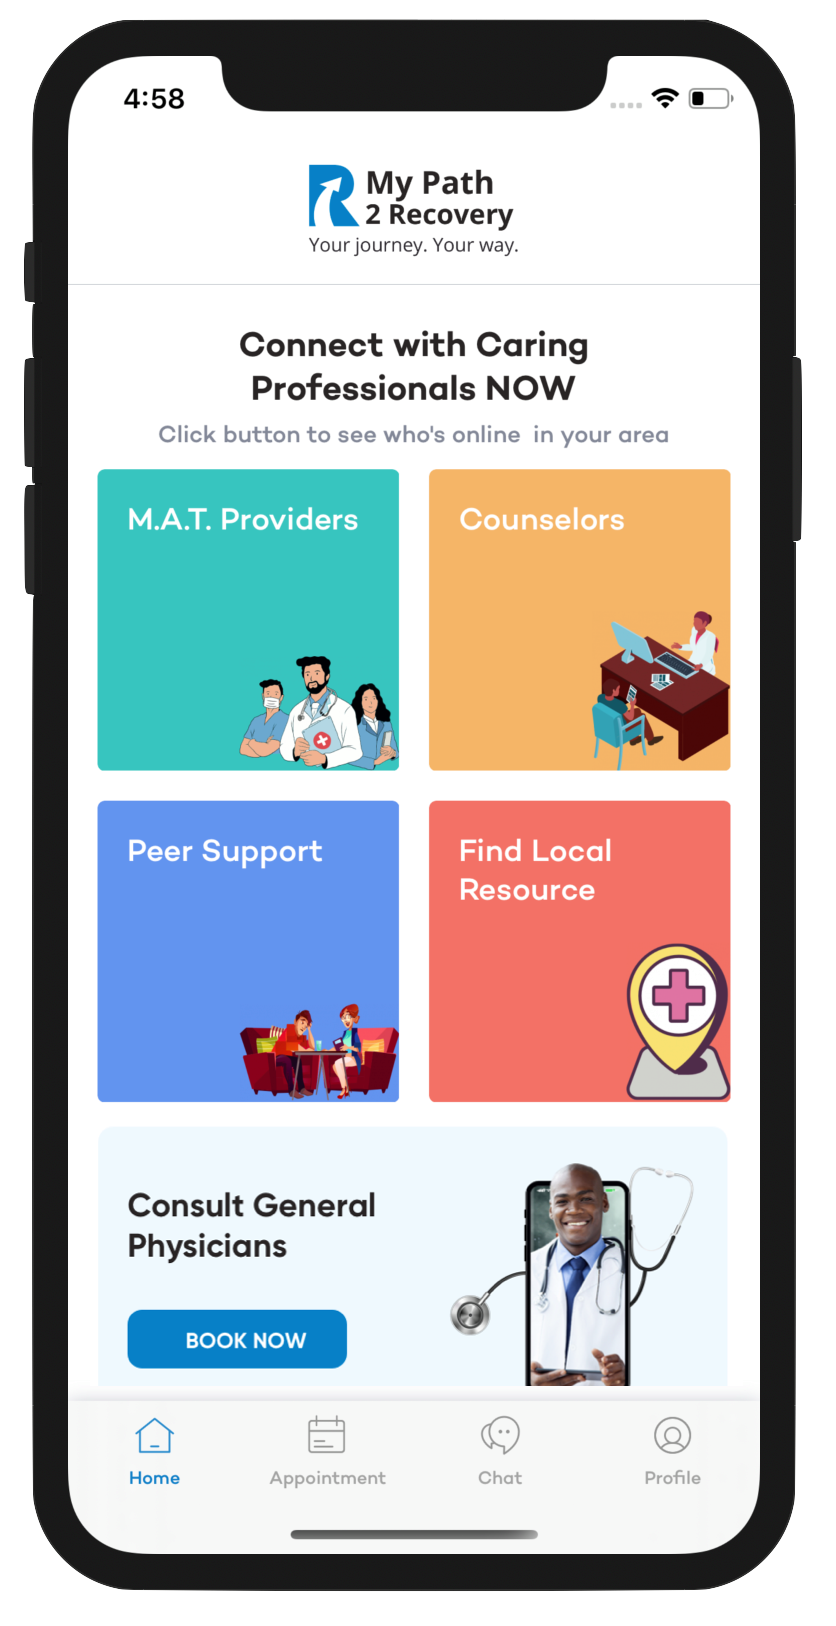 4:58
My Path
2 Recovery
Your journey. Your way.
Connect with Caring
Professionals NOW
Click button to see who's online in your area
M.A.T. Providers
Counselors
Peer Support
Find Local
Resource
Consult General
Physicians
BOOK NOW
Home
Appointment
Chat
Profile